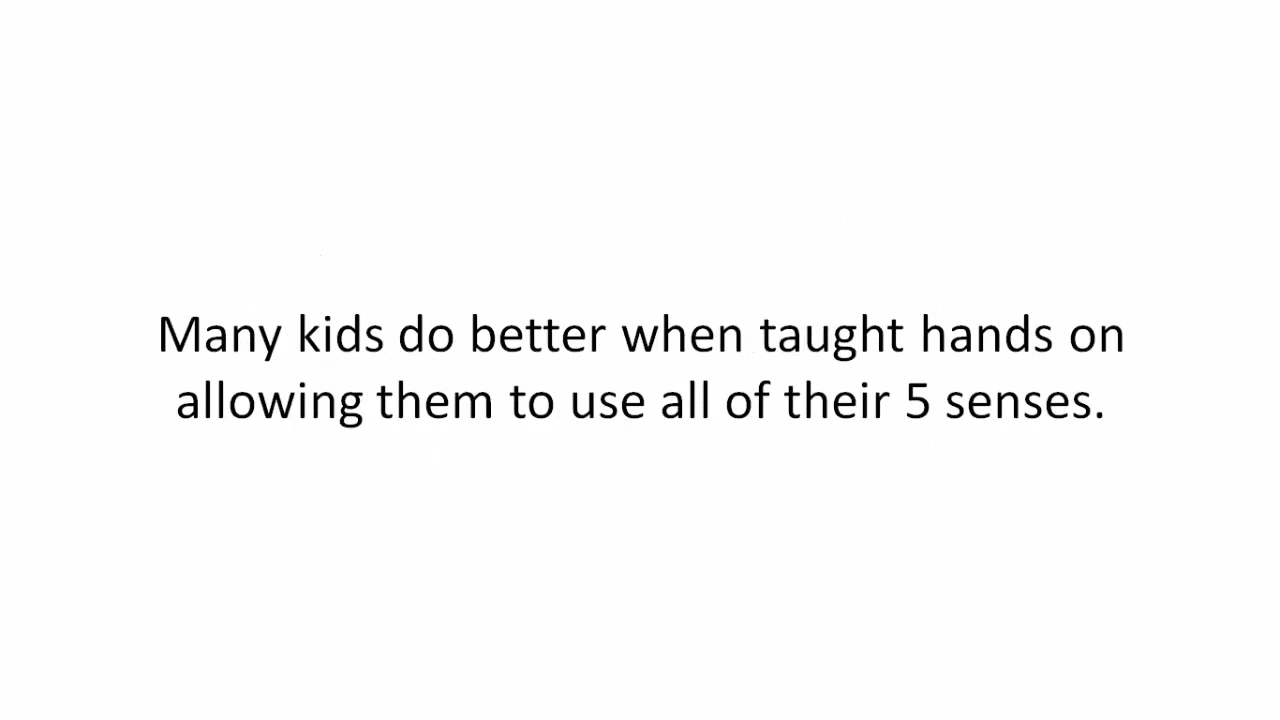 Many kids do better when taught hands on
allowing them to use all of their 5 senses.